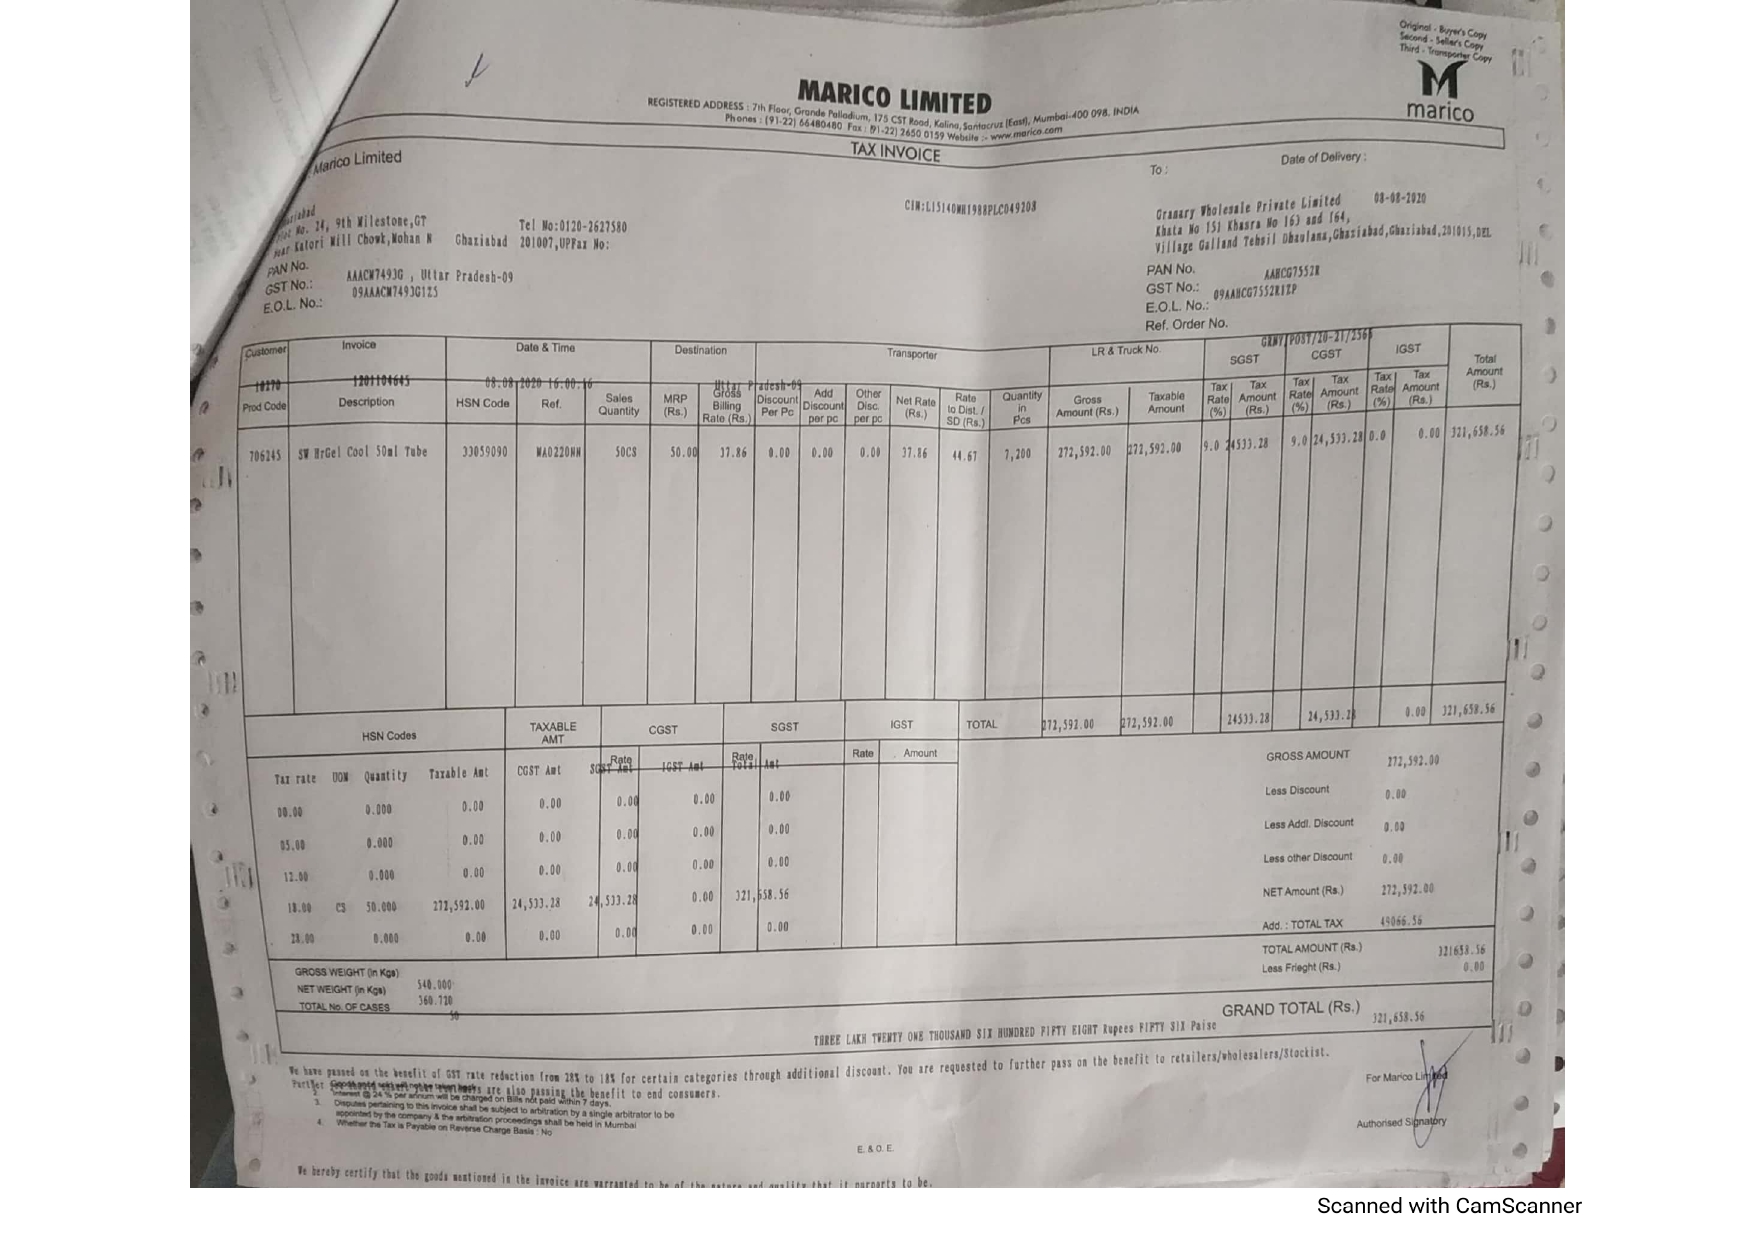 Original - Buyer's Copy
Second - Seller's Copy
Third - Transporter Copy
marico
MARICO LIMITED
REGISTERED ADDRESS : 7th Floor, Grande Palladium, 175 CST Road, Kalina, Santacruz (East), Mumbai-400 098. INDIA
Phones : (91-22) 66480480 Fax : (91-22) 2650 0159 Website :- www.marico.com
TAX INVOICE
Marico Limited
To :
Date of Delivery :
CIN:L15140MH1988PLC049208
No. 24, 9th Milestone,GT
Katori Mill Chowk,Mohan N Ghaziabad 201007,UPFax No:
Tel No:0120-2627580
PAN No. AAACM7493G , Uttar Pradesh-09
GST No.: 09AAACM7493G1Z5
E.O.L. No.:
Granary Wholesale Private Limited 08-08-2020
Khata No 151 Khasra No 163 and 164,
Village Galland Tehsil Dhaulana,Ghaziabad,Ghaziabad,201015,DEL
PAN No. AAHCG7552R
GST No.: 09AAHCG7552R1ZP
E.O.L. No.:
Ref. Order No.
GRNY/POST/20-21/2566
Customer Invoice Date & Time Destination Transporter LR & Truck No. SGST CGST IGST Total Amount (Rs.)
10270 1201104645 08.08.2020 16:00:16 Uttar Pradesh-09
Prod Code Description HSN Code Ref. Sales Quantity MRP (Rs.) Gross Billing Rate (Rs.) Discount Per Pc Add Discount per pc Other Disc. per pc Net Rate (Rs.) Rate to Dist. / SD (Rs.) Quantity in Pcs Gross Amount (Rs.) Taxable Amount Tax Rate (%) Tax Amount (Rs.) Tax Rate (%) Tax Amount (Rs.) Tax Rate (%) Tax Amount (Rs.)
706245 SW HrGel Cool 50ml Tube 33059090 MA0220NN 50CS 50.00 37.86 0.00 0.00 0.00 37.86 44.67 7,200 272,592.00 272,592.00 9.0 24533.28 9.0 24,533.28 0.0 0.00 321,658.56
TOTAL 272,592.00 272,592.00 24533.28 24,533.28 0.00 321,658.56
HSN Codes TAXABLE AMT CGST SGST IGST
Rate Rate Rate Amount
Tax rate UOM Quantity Taxable Amt CGST Amt SGST Amt IGST Amt Total Amt
00.00 0.000 0.00 0.00 0.00 0.00 0.00
05.00 0.000 0.00 0.00 0.00 0.00 0.00
12.00 0.000 0.00 0.00 0.00 0.00 0.00
18.00 CS 50.000 272,592.00 24,533.28 24,533.28 0.00 321,658.56
28.00 0.000 0.00 0.00 0.00 0.00 0.00
GROSS AMOUNT 272,592.00
Less Discount 0.00
Less Addl. Discount 0.00
Less other Discount 0.00
NET Amount (Rs.) 272,592.00
Add. : TOTAL TAX 49066.56
TOTAL AMOUNT (Rs.) 321658.56
Less Frieght (Rs.) 0.00
GROSS WEIGHT (in Kgs) 540.000
NET WEIGHT (in Kgs) 360.720
TOTAL No. OF CASES 50
GRAND TOTAL (Rs.) 321,658.56
THREE LAKH TWENTY ONE THOUSAND SIX HUNDRED FIFTY EIGHT Rupees FIFTY SIX Paise
We have passed on the benefit of GST rate reduction from 28% to 18% for certain categories through additional discount. You are requested to further pass on the benefit to retailers/wholesalers/Stockist.
are also passing the benefit to end consumers.
2. Interest @ 24 % per annum will be charged on Bills not paid within 7 days.
3. Disputes pertaining to this invoice shall be subject to arbitration by a single arbitrator to be
appointed by the company & the arbitration proceedings shall be held in Mumbai
4. Whether the Tax is Payable on Reverse Charge Basis : No
For Marico Limited
Authorised Signatory
E. & O. E.
We hereby certify that the goods mentioned in the invoice are warranted to be of the nature and quality that it purports to be.
Scanned with CamScanner